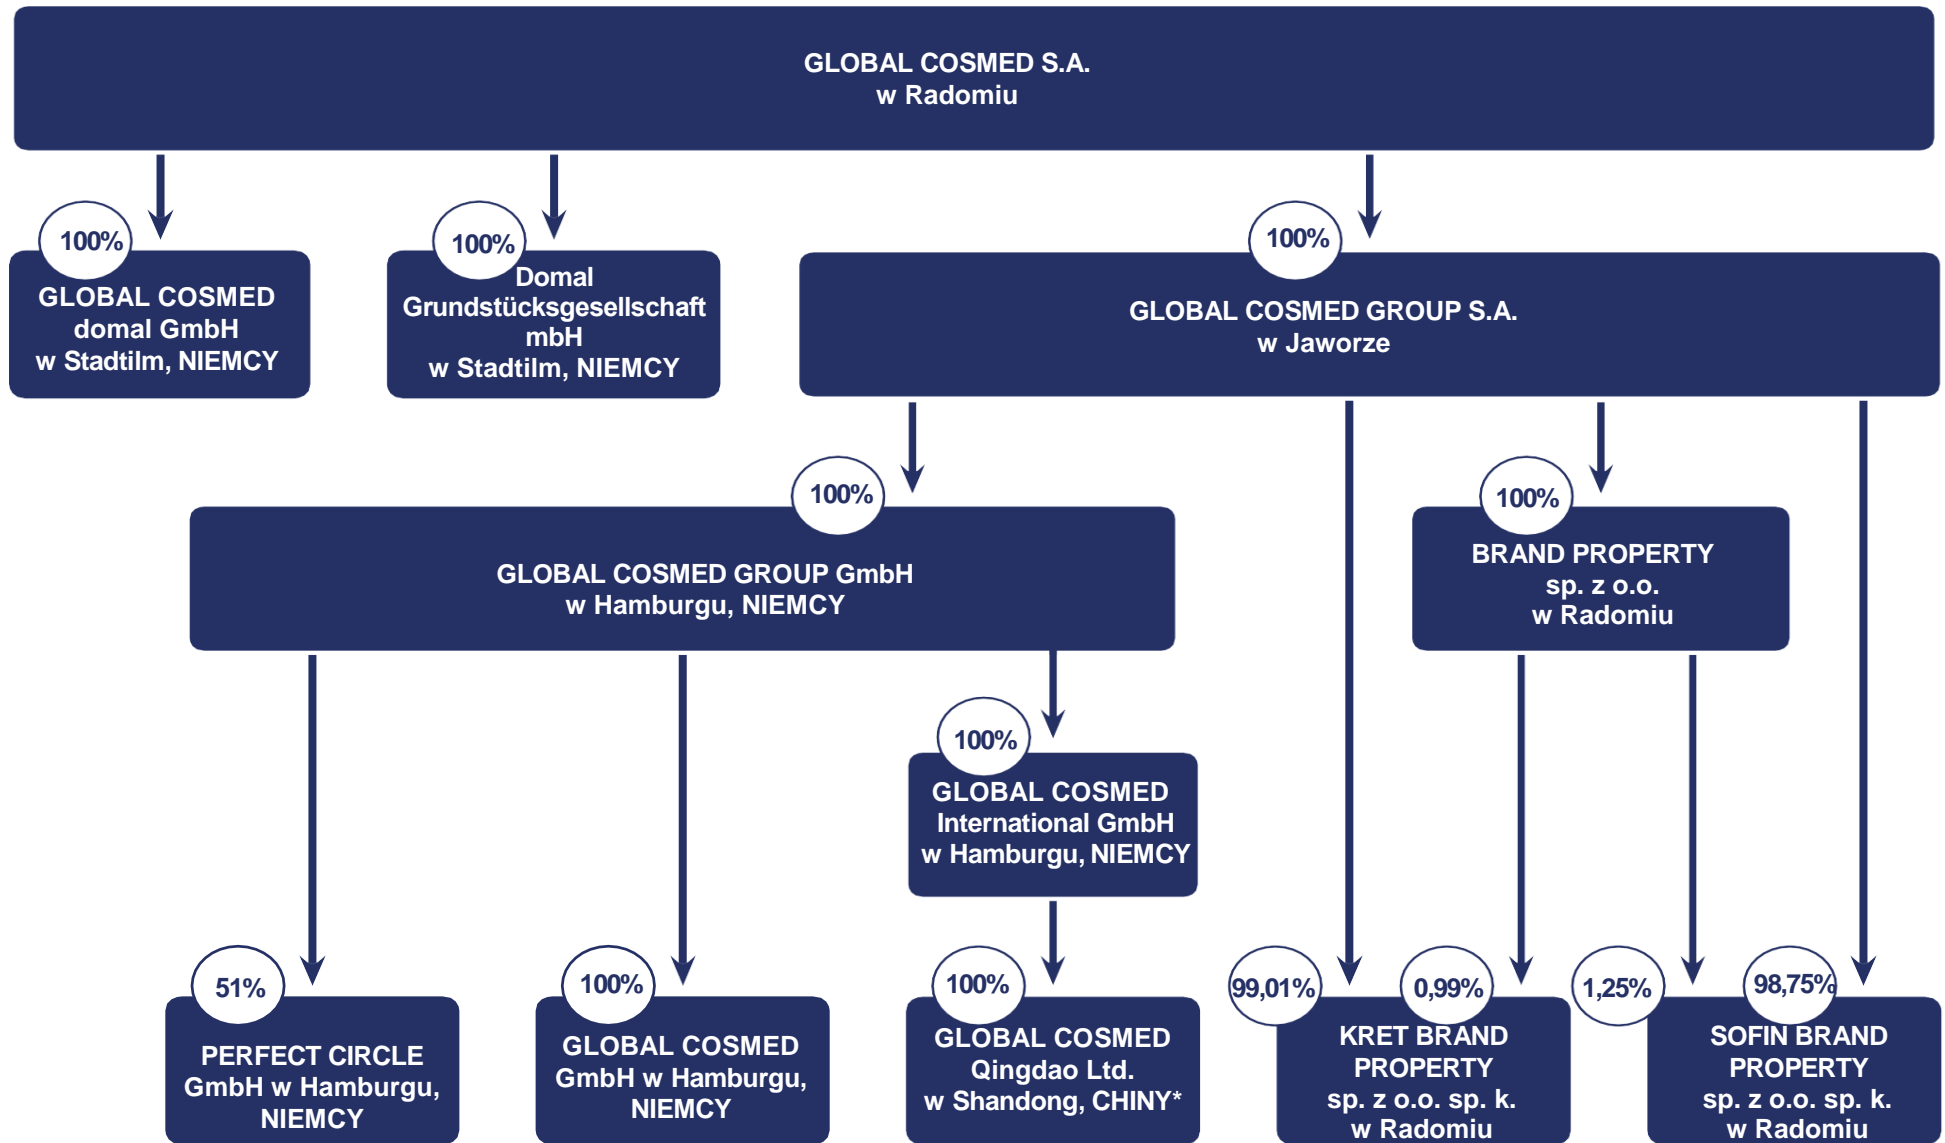 GLOBAL COSMED S.A.
w Radomiu
100%
GLOBAL COSMED
domal GmbH
w Stadtilm, NIEMCY
100%
Domal
Grundstücksgesellschaft
mbH
w Stadtilm, NIEMCY
100%
GLOBAL COSMED GROUP S.A.
w Jaworze
100%
GLOBAL COSMED GROUP GmbH
w Hamburgu, NIEMCY
100%
BRAND PROPERTY
sp. z o.o.
w Radomiu
100%
GLOBAL COSMED
International GmbH
w Hamburgu, NIEMCY
51%
PERFECT CIRCLE
GmbH w Hamburgu,
NIEMCY
100%
GLOBAL COSMED
GmbH w Hamburgu,
NIEMCY
100%
GLOBAL COSMED
Qingdao Ltd.
w Shandong, CHINY*
99,01%
0,99%
KRET BRAND
PROPERTY
sp. z o.o. sp. k.
w Radomiu
1,25%
98,75%
SOFIN BRAND
PROPERTY
sp. z o.o. sp. k.
w Radomiu